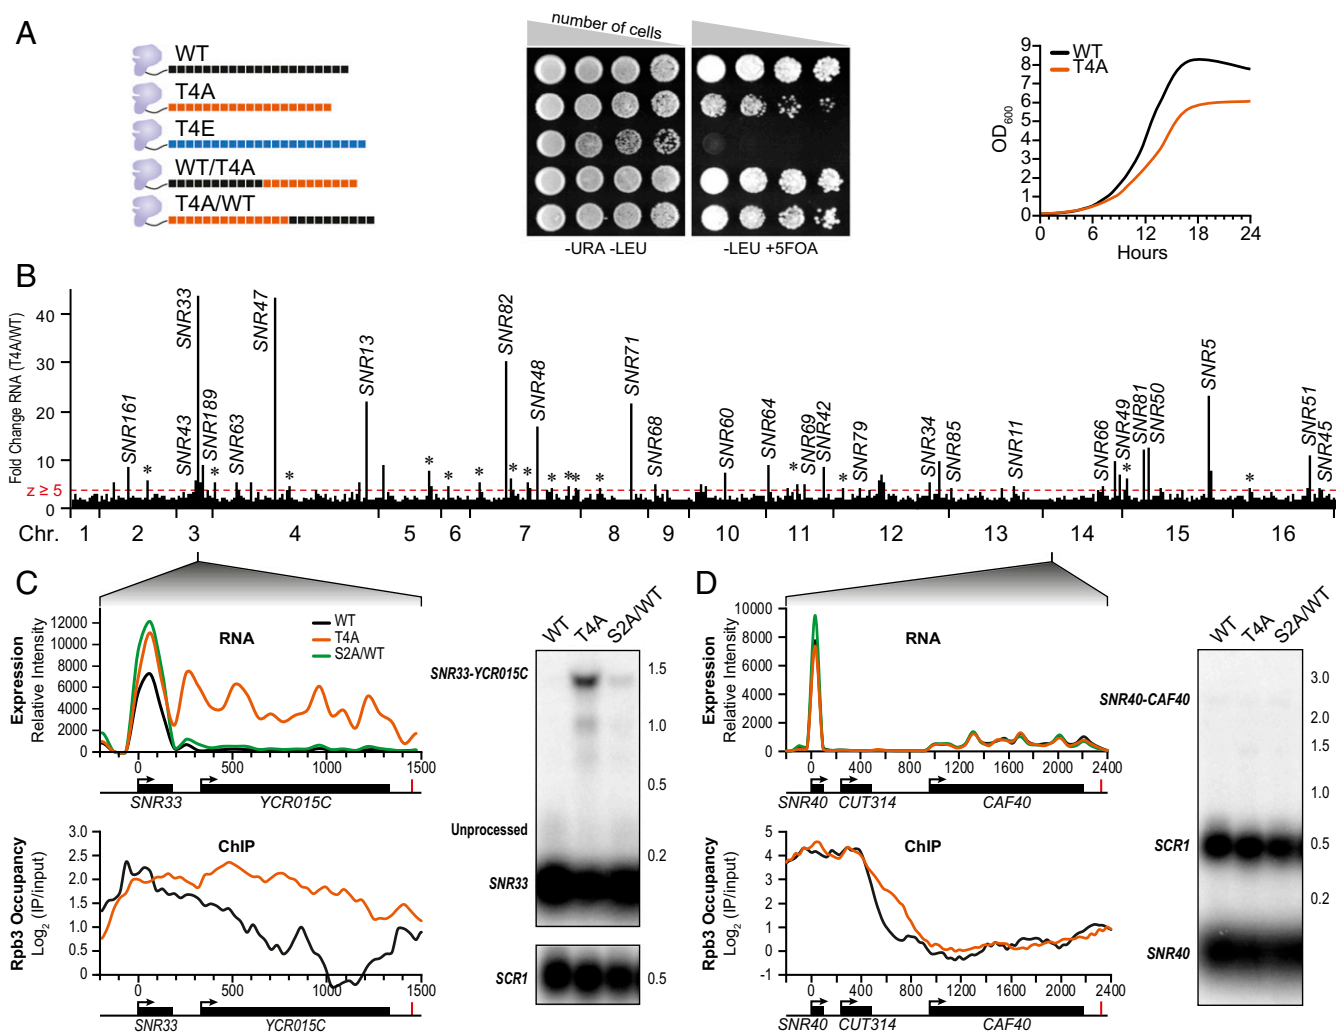 A
WT
T4A
T4E
WT/T4A
T4A/WT
number of cells
-URA -LEU
-LEU +5FOA
OD600
9
8
7
6
5
4
3
2
1
0
WT
T4A
0 6 12 18 24
Hours
B
Fold Change RNA (T4A/WT)
40
30
20
10
0
z ≥ 5
SNR161
*
SNR43
SNR33
SNR189
*
SNR63
SNR47
*
SNR13
*
*
*
SNR82
*
*
SNR48
*
*
*
*
SNR71
SNR68
SNR60
SNR64
*
SNR69
SNR42
*
SNR79
SNR34
SNR85
SNR11
SNR66
SNR49
*
SNR81
SNR50
SNR5
*
SNR51
SNR45
Chr. 1 2 3 4 5 6 7 8 9 10 11 12 13 14 15 16
C
Expression
Relative Intensity
12000
10000
8000
6000
4000
2000
0
RNA
WT
T4A
S2A/WT
0 500 1000 1500
SNR33 YCR015C
Rpb3 Occupancy
Log2 (IP/input)
3.0
2.5
2.0
1.5
1.0
0.5
0
ChIP
0 500 1000 1500
SNR33 YCR015C
WT T4A S2A/WT
SNR33-YCR015C
Unprocessed
SNR33
1.5
1.0
0.5
0.2
SCR1
0.5
D
Expression
Relative Intensity
10000
8000
6000
4000
2000
0
RNA
0 400 800 1200 1600 2000 2400
SNR40 CUT314 CAF40
Rpb3 Occupancy
Log2 (IP/input)
5
4
3
2
1
0
-1
ChIP
0 400 800 1200 1600 2000 2400
SNR40 CUT314 CAF40
WT T4A S2A/WT
SNR40-CAF40
SCR1
SNR40
3.0
2.0
1.5
1.0
0.5
0.2